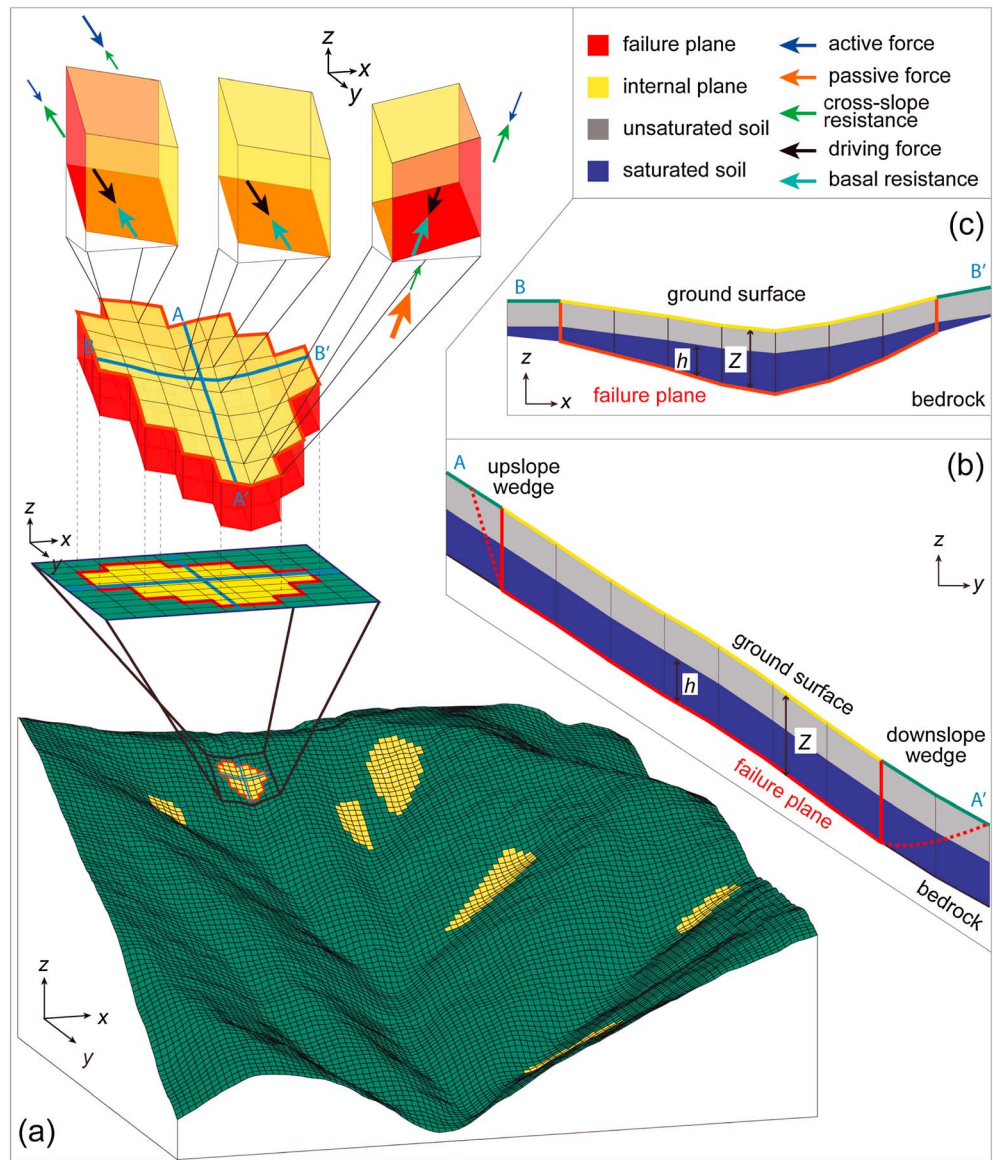 z
x
y
failure plane
internal plane
unsaturated soil
saturated soil
active force
passive force
cross-slope
resistance
driving force
basal resistance
(c)
B
B′
ground surface
h
Z
z
x
failure plane
bedrock
A
B
B′
A′
(b)
A
upslope
wedge
z
y
ground surface
h
Z
downslope
wedge
failure plane
A′
bedrock
z
x
y
z
x
y
(a)